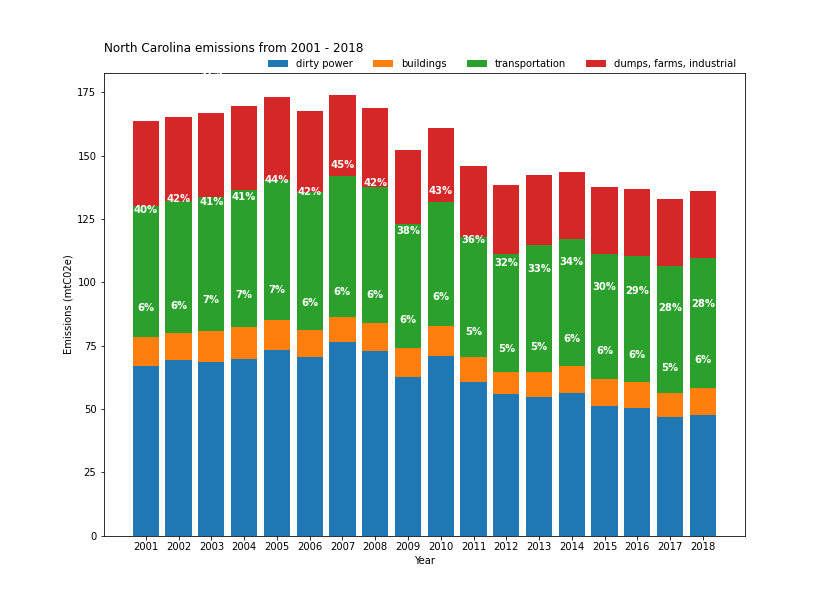 North Carolina emissions from 2001 - 2018
dirty power buildings transportation dumps, farms, industrial
175
150
125
100
75
50
25
0
Emissions (mtC02e)
40% 42% 41% 41% 44% 42% 45% 42% 38% 43% 36% 32% 33% 34% 30% 29% 28% 28%
6% 6% 7% 7% 7% 6% 6% 6% 6% 6% 5% 5% 5% 6% 6% 6% 5% 6%
2001 2002 2003 2004 2005 2006 2007 2008 2009 2010 2011 2012 2013 2014 2015 2016 2017 2018
Year